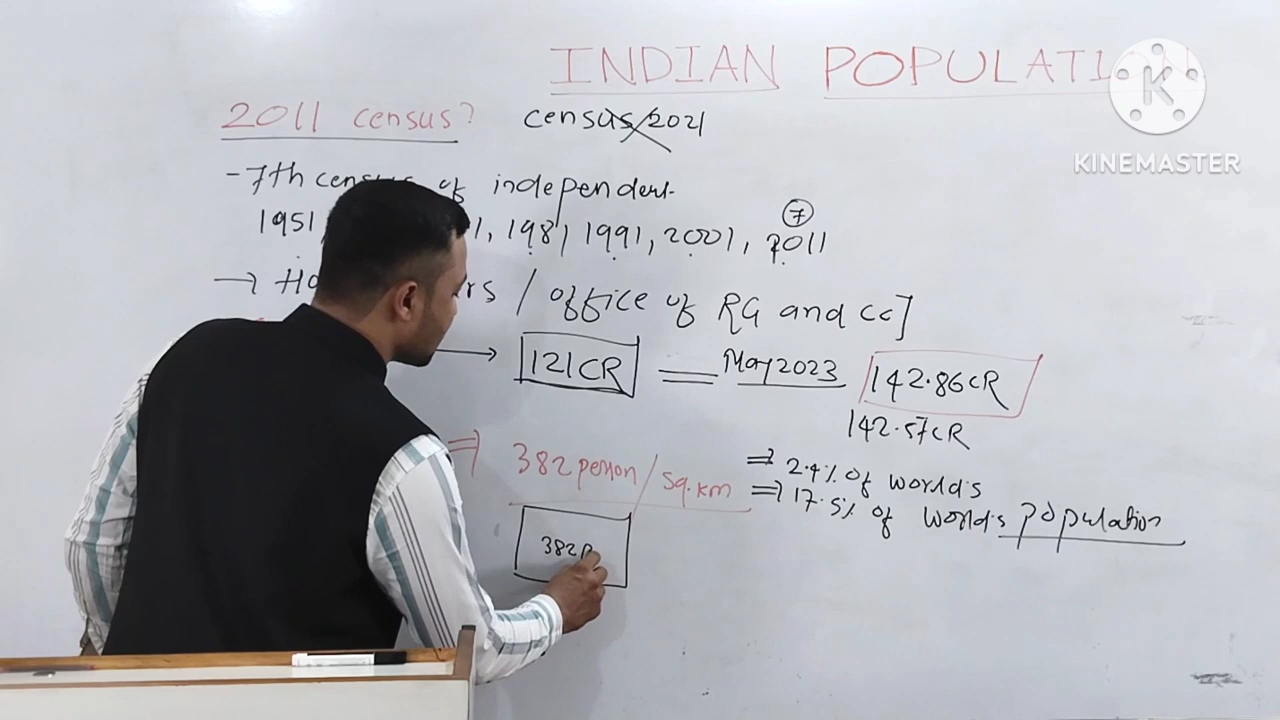 INDIAN POPULATI
K
KINEMASTER
2011 census? census 2021
- 7th census of independent
1951, 1, 1981, 1991, 2001, 2011 7
→ Ho rs / office of RG and CC]
→ 121CR = May 2023 142.86CR
142.57CR
⇒ 382 person / sq.km ⇒ 2.4% of world's
⇒ 17.5% of world's population
382 P